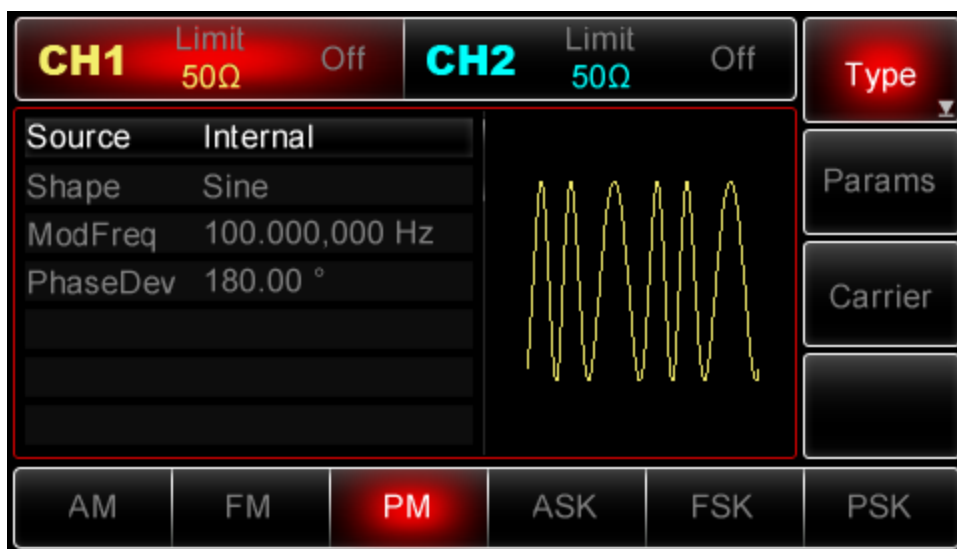 CH1 Limit 50Ω Off CH2 Limit 50Ω Off
Type
Source Internal
Shape Sine
ModFreq 100.000,000 Hz
PhaseDev 180.00 °
Params
Carrier
AM FM PM ASK FSK PSK